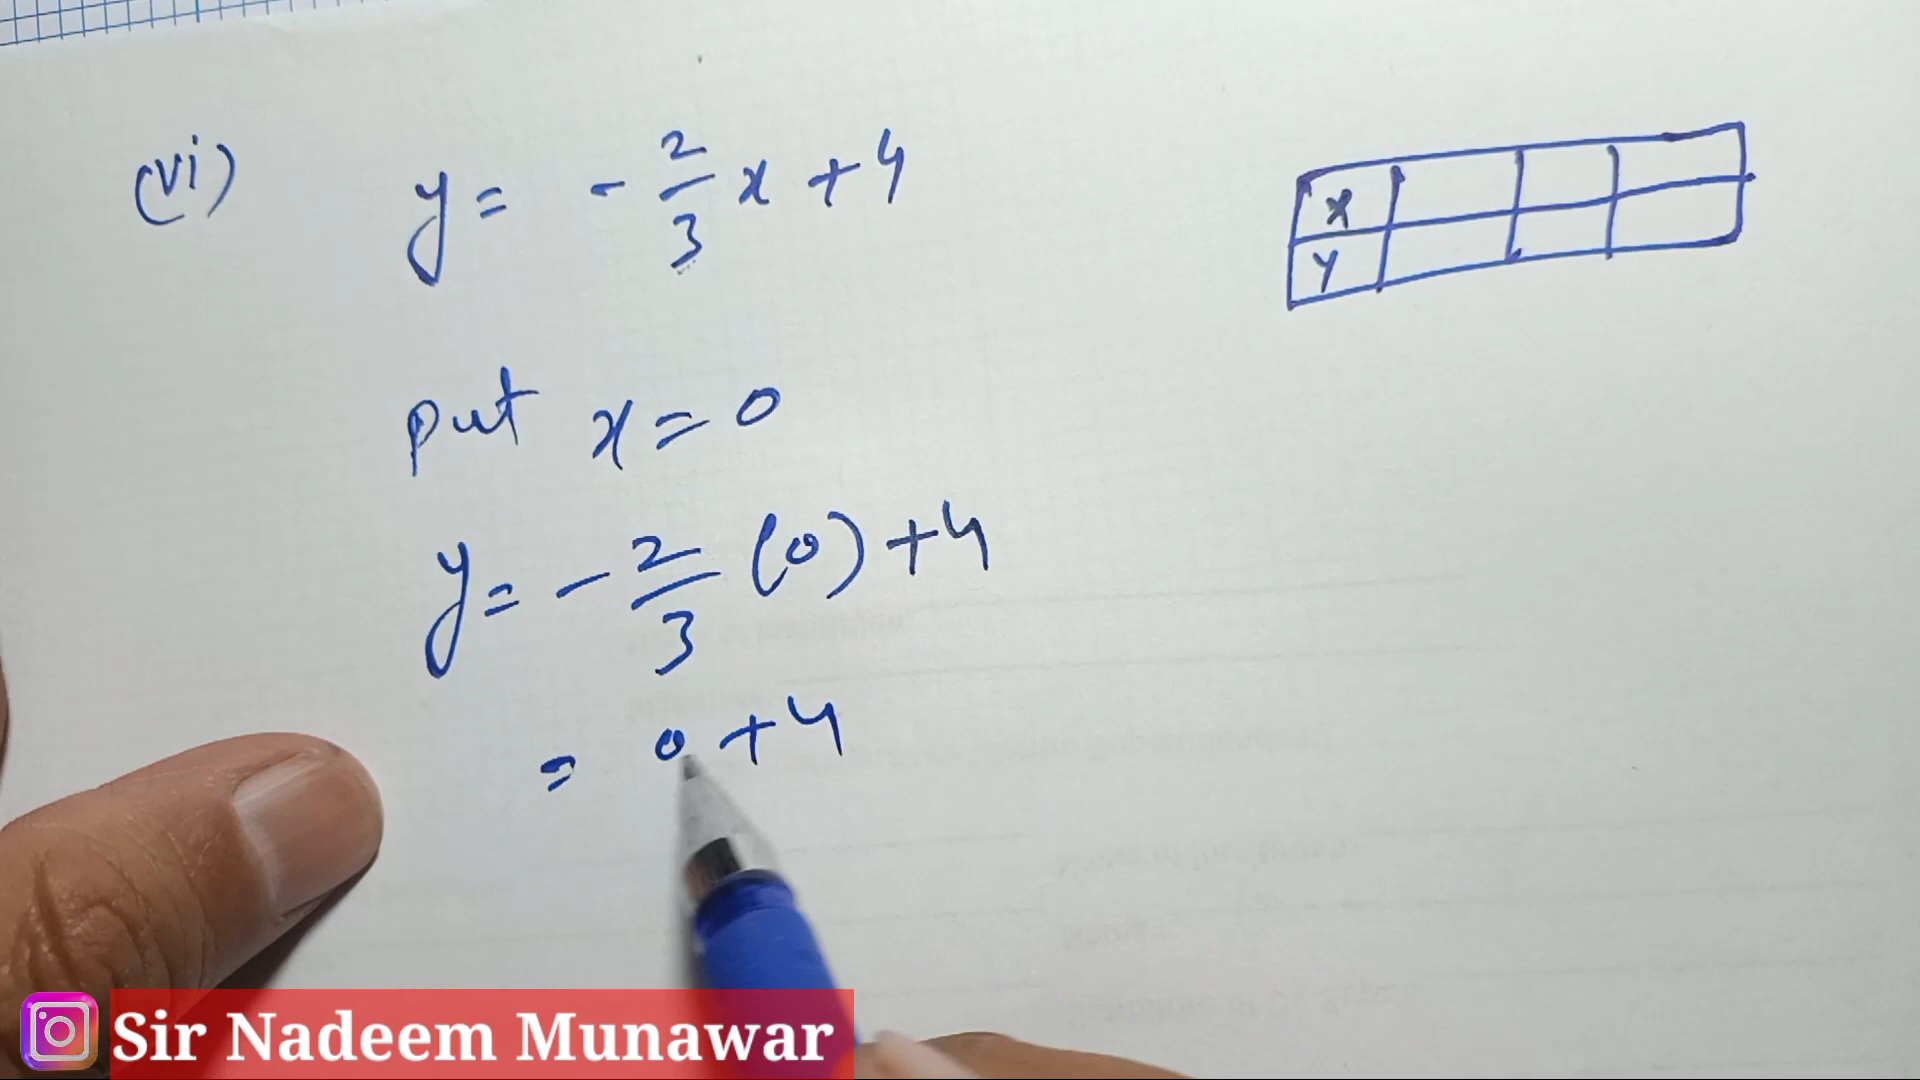 (vi) y = - 2/3 x + 4
x
y
put x = 0
y = - 2/3 (0) + 4
= 0 + 4
Sir Nadeem Munawar